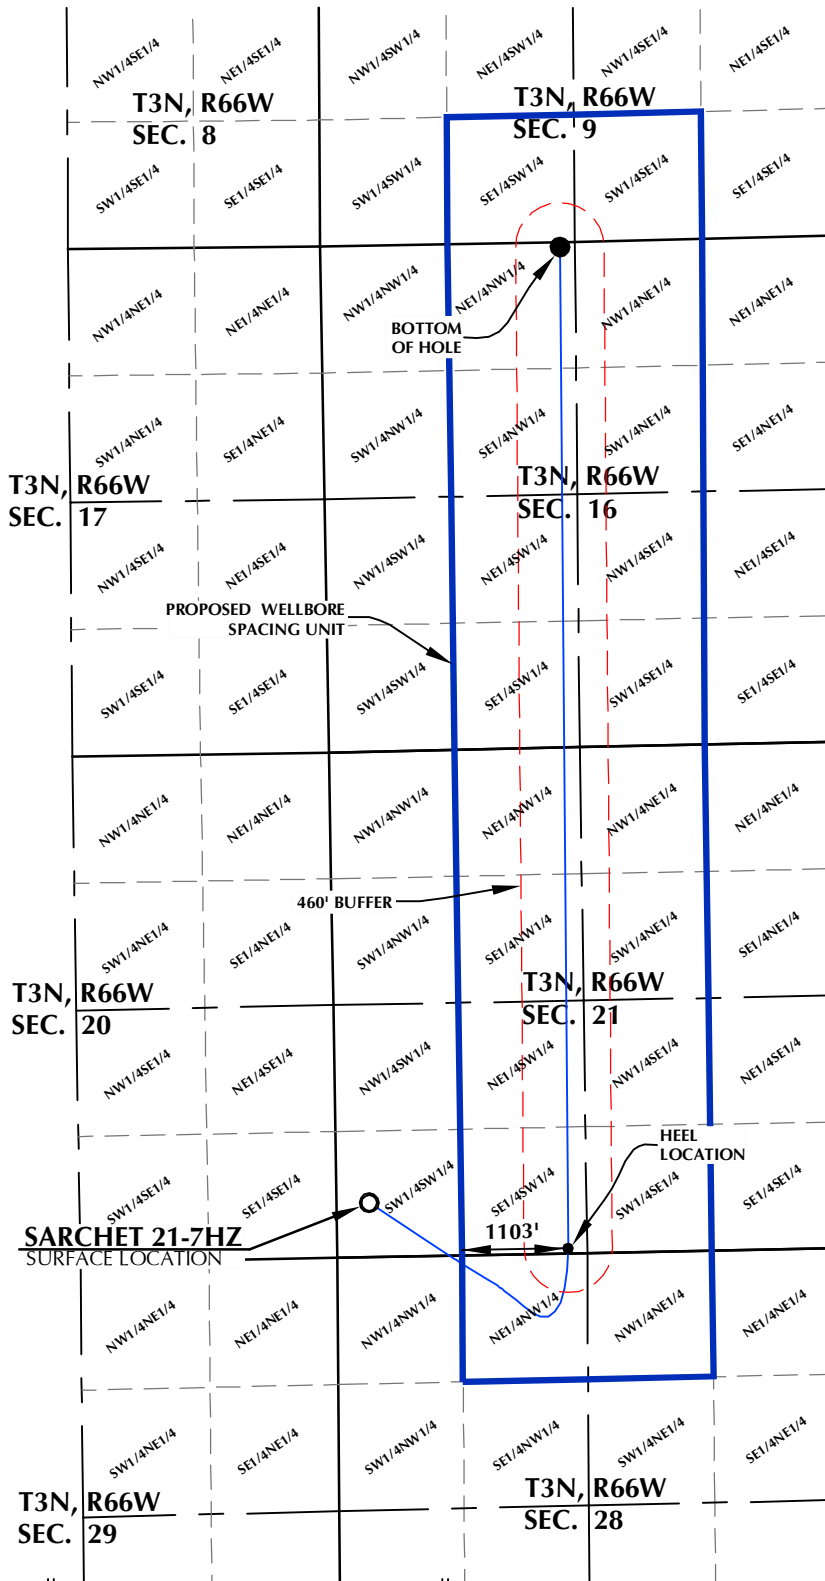 NW1/4SE1/4
NE1/4SE1/4
NW1/4SW1/4
NE1/4SW1/4
NW1/4SE1/4
NE1/4SE1/4
T3N, R66W
SEC. 8
T3N, R66W
SEC. 9
SW1/4SE1/4
SE1/4SE1/4
SW1/4SW1/4
SE1/4SW1/4
SW1/4SE1/4
SE1/4SE1/4
NW1/4NE1/4
NE1/4NE1/4
NW1/4NW1/4
NE1/4NW1/4
NW1/4NE1/4
NE1/4NE1/4
BOTTOM
OF HOLE
SW1/4NE1/4
SE1/4NE1/4
SW1/4NW1/4
SE1/4NW1/4
SW1/4NE1/4
SE1/4NE1/4
T3N, R66W
SEC. 17
T3N, R66W
SEC. 16
NW1/4SE1/4
NE1/4SE1/4
NW1/4SW1/4
NE1/4SW1/4
NW1/4SE1/4
NE1/4SE1/4
PROPOSED WELLBORE
SPACING UNIT
SW1/4SE1/4
SE1/4SE1/4
SW1/4SW1/4
SE1/4SW1/4
SW1/4SE1/4
SE1/4SE1/4
NW1/4NE1/4
NE1/4NE1/4
NW1/4NW1/4
NE1/4NW1/4
NW1/4NE1/4
NE1/4NE1/4
460' BUFFER
SW1/4NE1/4
SE1/4NE1/4
SW1/4NW1/4
SE1/4NW1/4
SW1/4NE1/4
SE1/4NE1/4
T3N, R66W
SEC. 20
T3N, R66W
SEC. 21
NW1/4SE1/4
NE1/4SE1/4
NW1/4SW1/4
NE1/4SW1/4
NW1/4SE1/4
NE1/4SE1/4
HEEL
LOCATION
SW1/4SE1/4
SE1/4SE1/4
SW1/4SW1/4
SE1/4SW1/4
SW1/4SE1/4
SE1/4SE1/4
SARCHET 21-7HZ
SURFACE LOCATION
1103'
NW1/4NE1/4
NE1/4NE1/4
NW1/4NW1/4
NE1/4NW1/4
NW1/4NE1/4
NE1/4NE1/4
SW1/4NE1/4
SE1/4NE1/4
SW1/4NW1/4
SE1/4NW1/4
SW1/4NE1/4
SE1/4NE1/4
T3N, R66W
SEC. 29
T3N, R66W
SEC. 28